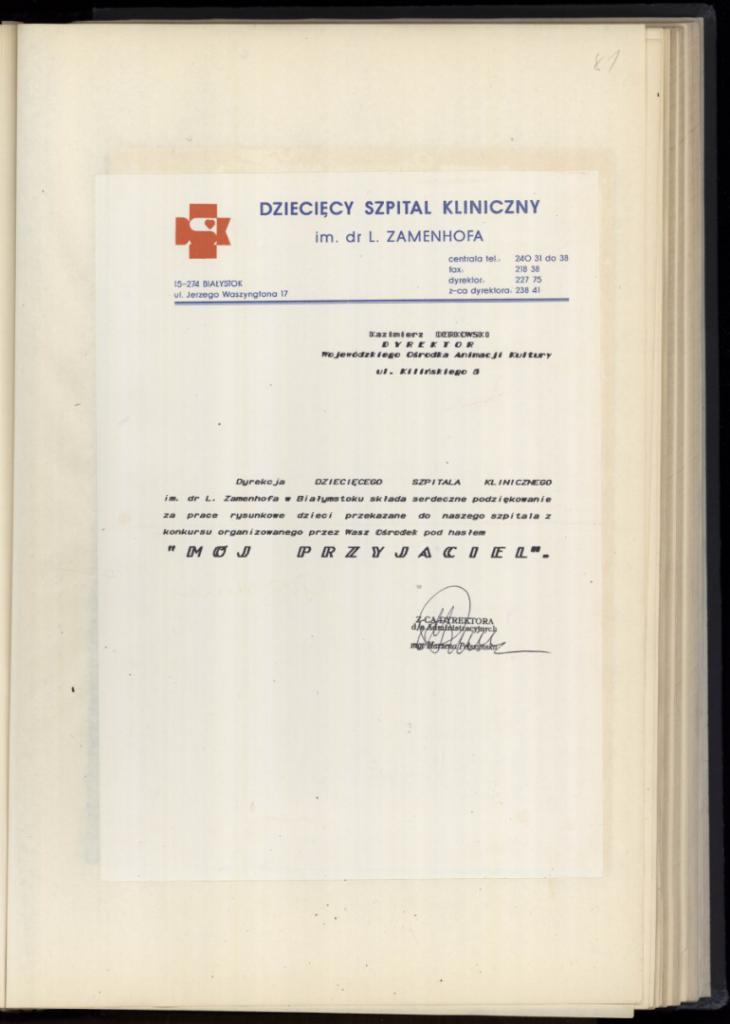 81
DZIECIĘCY SZPITAL KLINICZNY
im. dr L. ZAMENHOFA
centrala tel. 240 31 do 38
fax. 218 38
dyrektor. 227 75
z-ca dyrektora. 238 41
15-274 BIAŁYSTOK
ul. Jerzego Waszyngtona 17
Kazimierz DERKOWSKI
DYREKTOR
Wojewódzkiego Ośrodka Animacji Kultury
ul. Kilińskiego 8
Dyrekcja DZIECIĘCEGO SZPITALA KLINICZNEGO
im. dr L. Zamenhofa w Białymstoku składa serdeczne podziękowanie
za prace rysunkowe dzieci przekazane do naszego szpitala z
konkursu organizowanego przez Wasz Ośrodek pod hasłem
"MÓJ PRZYJACIEL".
Z-CA DYREKTORA
d/s Administracyjnych
mgr